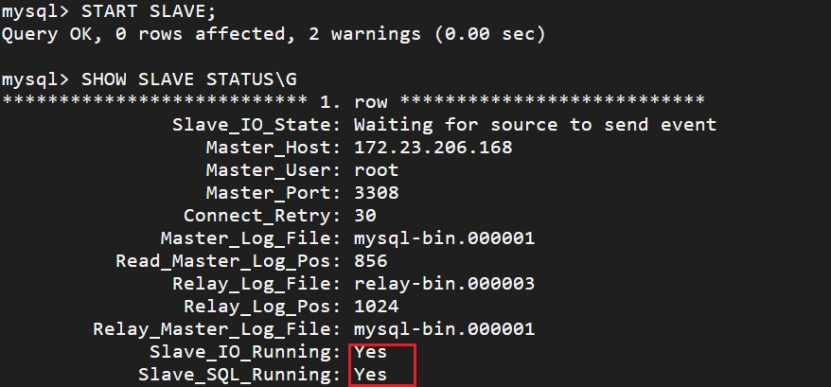 mysql> START SLAVE;
Query OK, 0 rows affected, 2 warnings (0.00 sec)
mysql> SHOW SLAVE STATUS\G
*************************** 1. row ***************************
Slave_IO_State: Waiting for source to send event
Master_Host: 172.23.206.168
Master_User: root
Master_Port: 3308
Connect_Retry: 30
Master_Log_File: mysql-bin.000001
Read_Master_Log_Pos: 856
Relay_Log_File: relay-bin.000003
Relay_Log_Pos: 1024
Relay_Master_Log_File: mysql-bin.000001
Slave_IO_Running: Yes
Slave_SQL_Running: Yes